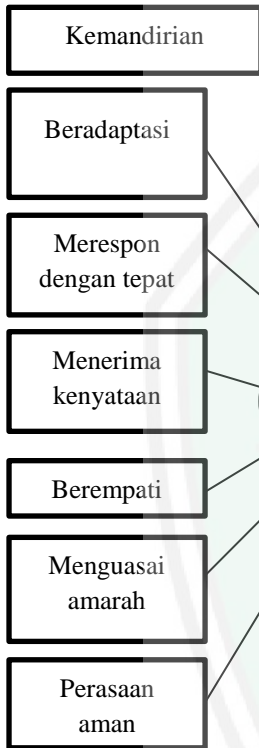 Kemandirian
Beradaptasi
Merespon
dengan tepat
Menerima
kenyataan
Berempati
Menguasai
amarah
Perasaan
aman